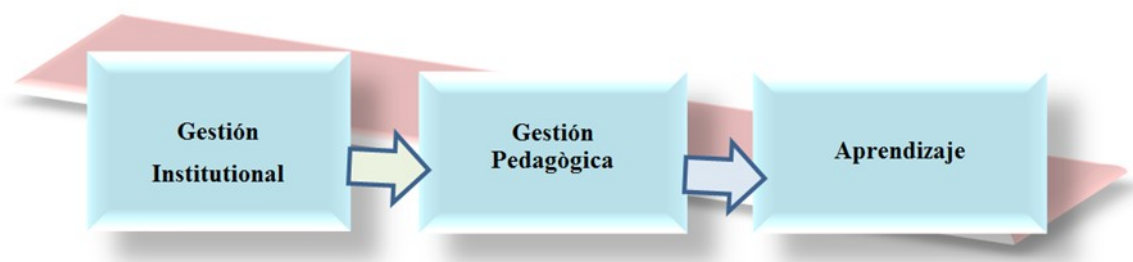 Gestión
Institutional
Gestión
Pedagògica
Aprendizaje